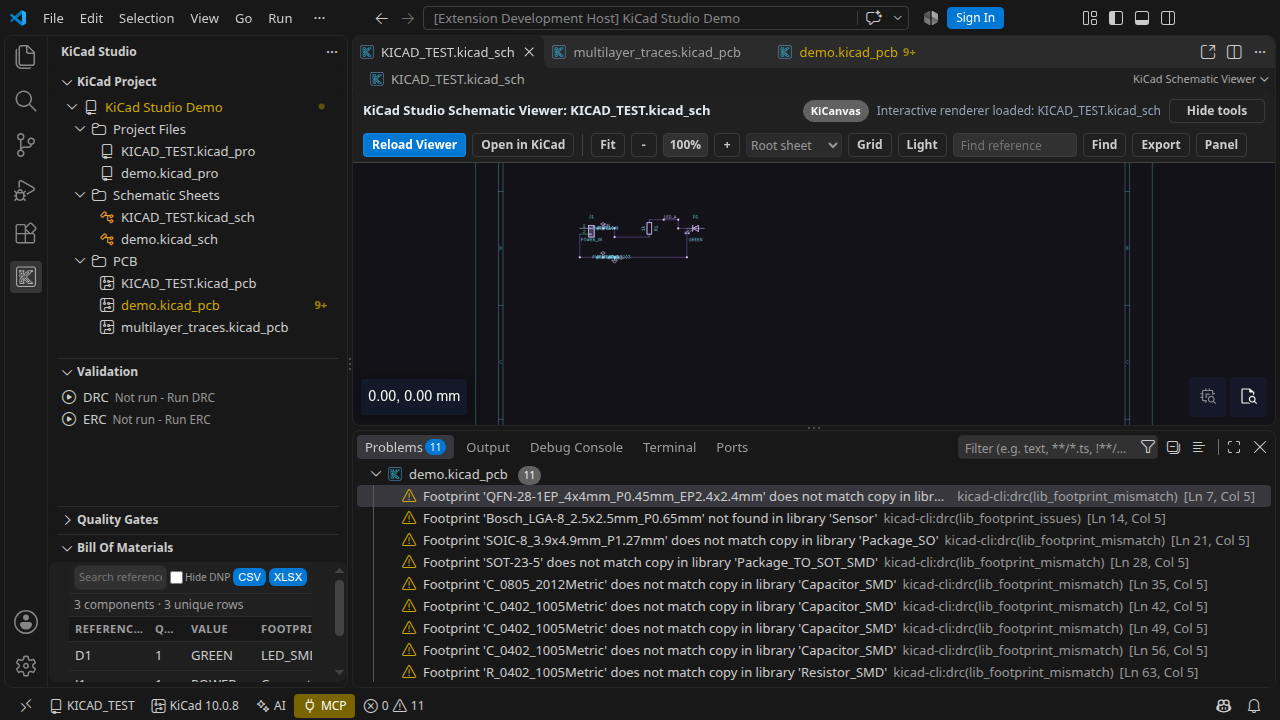 File Edit Selection View Go Run ··· [Extension Development Host] KiCad Studio Demo Sign In
KiCad Studio ···
KiCad Project
KiCad Studio Demo
Project Files
KICAD_TEST.kicad_pro
demo.kicad_pro
Schematic Sheets
KICAD_TEST.kicad_sch
demo.kicad_sch
PCB
KICAD_TEST.kicad_pcb
demo.kicad_pcb 9+
multilayer_traces.kicad_pcb
Validation
DRC Not run - Run DRC
ERC Not run - Run ERC
Quality Gates
Bill Of Materials
Search reference Hide DNP CSV XLSX
3 components · 3 unique rows
REFERENC... Q... VALUE FOOTPRI
D1 1 GREEN LED_SMI
KICAD_TEST.kicad_sch multilayer_traces.kicad_pcb demo.kicad_pcb 9+
KICAD_TEST.kicad_sch KiCad Schematic Viewer
KiCad Studio Schematic Viewer: KICAD_TEST.kicad_sch KiCanvas Interactive renderer loaded: KICAD_TEST.kicad_sch Hide tools
Reload Viewer Open in KiCad Fit - 100% + Root sheet Grid Light Find reference Find Export Panel
GREEN
0.00, 0.00 mm
Problems 11 Output Debug Console Terminal Ports Filter (e.g. text, **/*.ts, !**/...
demo.kicad_pcb 11
Footprint 'QFN-28-1EP_4x4mm_P0.45mm_EP2.4x2.4mm' does not match copy in libr... kicad-cli:drc(lib_footprint_mismatch) [Ln 7, Col 5]
Footprint 'Bosch_LGA-8_2.5x2.5mm_P0.65mm' not found in library 'Sensor' kicad-cli:drc(lib_footprint_issues) [Ln 14, Col 5]
Footprint 'SOIC-8_3.9x4.9mm_P1.27mm' does not match copy in library 'Package_SO' kicad-cli:drc(lib_footprint_mismatch) [Ln 21, Col 5]
Footprint 'SOT-23-5' does not match copy in library 'Package_TO_SOT_SMD' kicad-cli:drc(lib_footprint_mismatch) [Ln 28, Col 5]
Footprint 'C_0805_2012Metric' does not match copy in library 'Capacitor_SMD' kicad-cli:drc(lib_footprint_mismatch) [Ln 35, Col 5]
Footprint 'C_0402_1005Metric' does not match copy in library 'Capacitor_SMD' kicad-cli:drc(lib_footprint_mismatch) [Ln 42, Col 5]
Footprint 'C_0402_1005Metric' does not match copy in library 'Capacitor_SMD' kicad-cli:drc(lib_footprint_mismatch) [Ln 49, Col 5]
Footprint 'C_0402_1005Metric' does not match copy in library 'Capacitor_SMD' kicad-cli:drc(lib_footprint_mismatch) [Ln 56, Col 5]
Footprint 'R_0402_1005Metric' does not match copy in library 'Resistor_SMD' kicad-cli:drc(lib_footprint_mismatch) [Ln 63, Col 5]
KICAD_TEST KiCad 10.0.8 AI MCP 0 11